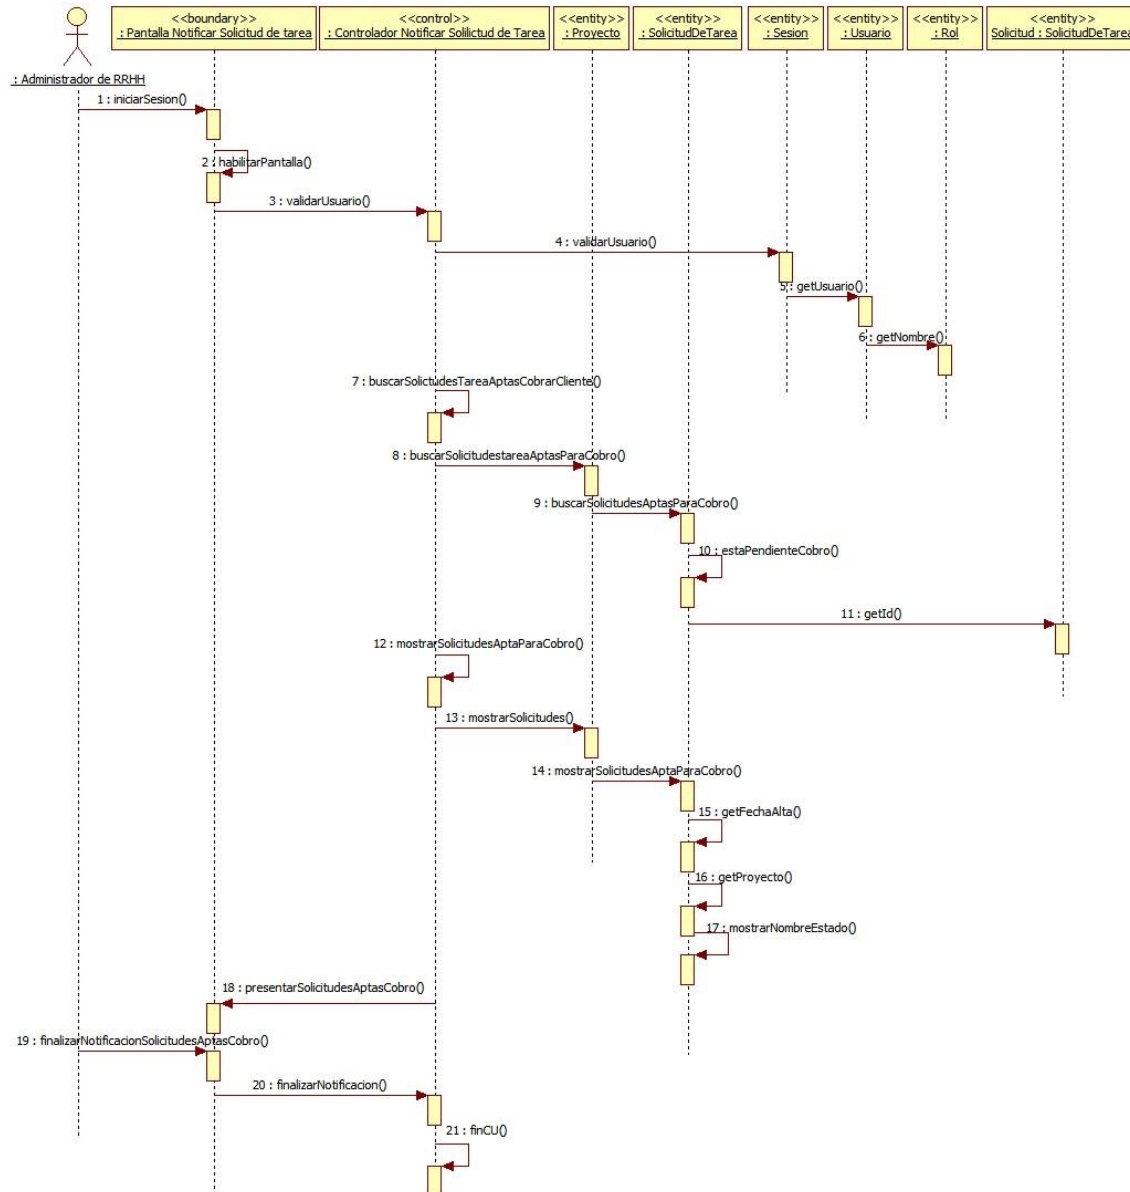 <<boundary>>
: Pantalla Notificar Solicitud de tarea
<<control>>
: Controlador Notificar Solilictud de Tarea
<<entity>>
: Proyecto
<<entity>>
: SolicitudDeTarea
<<entity>>
: Sesion
<<entity>>
: Usuario
<<entity>>
: Rol
<<entity>>
Solicitud : SolicitudDeTarea
: Administrador de RRHH
1 : iniciarSesion()
2 : habilitarPantalla()
3 : validarUsuario()
4 : validarUsuario()
5 : getUsuario()
6 : getNombre()
7 : buscarSolictudesTareaAptasCobrarCliente()
8 : buscarSolicitudestareaAptasParaCobro()
9 : buscarSolicitudesAptasParaCobro()
10 : estaPendienteCobro()
11 : getId()
12 : mostrarSolicitudesAptaParaCobro()
13 : mostrarSolicitudes()
14 : mostrarSolicitudesAptaParaCobro()
15 : getFechaAlta()
16 : getProyecto()
17 : mostrarNombreEstado()
18 : presentarSolicitudesAptasCobro()
19 : finalizarNotificacionSolicitudesAptasCobro()
20 : finalizarNotificacion()
21 : finCU()